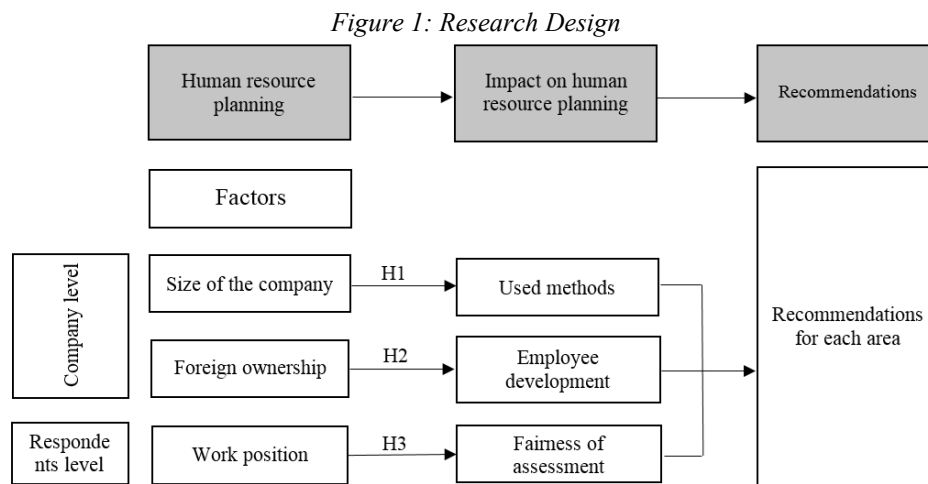 Figure 1: Research Design
Human resource
planning
Impact on human
resource planning
Recommendations
Factors
Company level
Size of the company
H1
Used methods
Foreign ownership
H2
Employee
development
Recommendations
for each area
Responde
nts level
Work position
H3
Fairness of
assessment